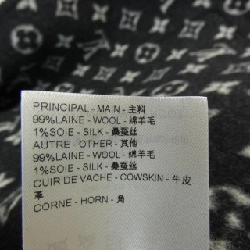 PRINCIPAL - MAIN - 主料
99%LAINE - WOOL - 绵羊毛
1%SOIE - SILK - 桑蚕丝
AUTRE - OTHER - 其他
99%LAINE - WOOL - 绵羊毛
1%SOIE - SILK - 桑蚕丝
CUIR DE VACHE - COWSKIN - 牛皮
革
CORNE - HORN - 角